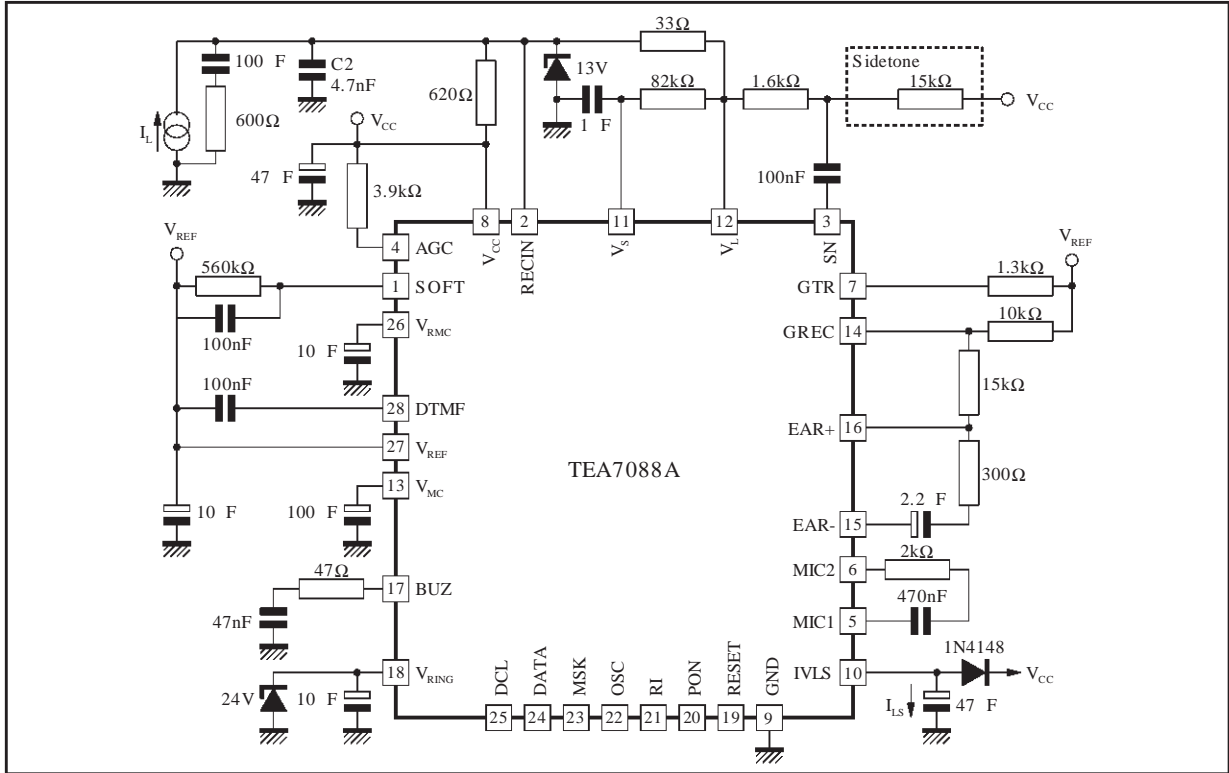 33Ω
100 F
C2
4.7nF
13V
Sidetone
620Ω
82kΩ
1.6kΩ
15kΩ
V_CC
600Ω
I_L
1 F
V_CC
47 F
3.9kΩ
100nF
8
2
11
12
3
V_REF
4
AGC
V_CC
RECIN
V_S
V_L
SN
V_REF
560kΩ
1
SOFT
GTR
7
1.3kΩ
100nF
26
V_RMC
GREC
14
10kΩ
10 F
15kΩ
100nF
28
DTMF
EAR+
16
27
V_REF
TEA7088A
300Ω
13
V_MC
10 F
100 F
2.2 F
EAR-
15
2kΩ
47Ω
MIC2
6
17
BUZ
470nF
47nF
MIC1
5
1N4148
18
V_RING
DCL
DATA
MSK
OSC
RI
PON
RESET
GND
IVLS
10
V_CC
24V
10 F
I_LS
47 F
25
24
23
22
21
20
19
9